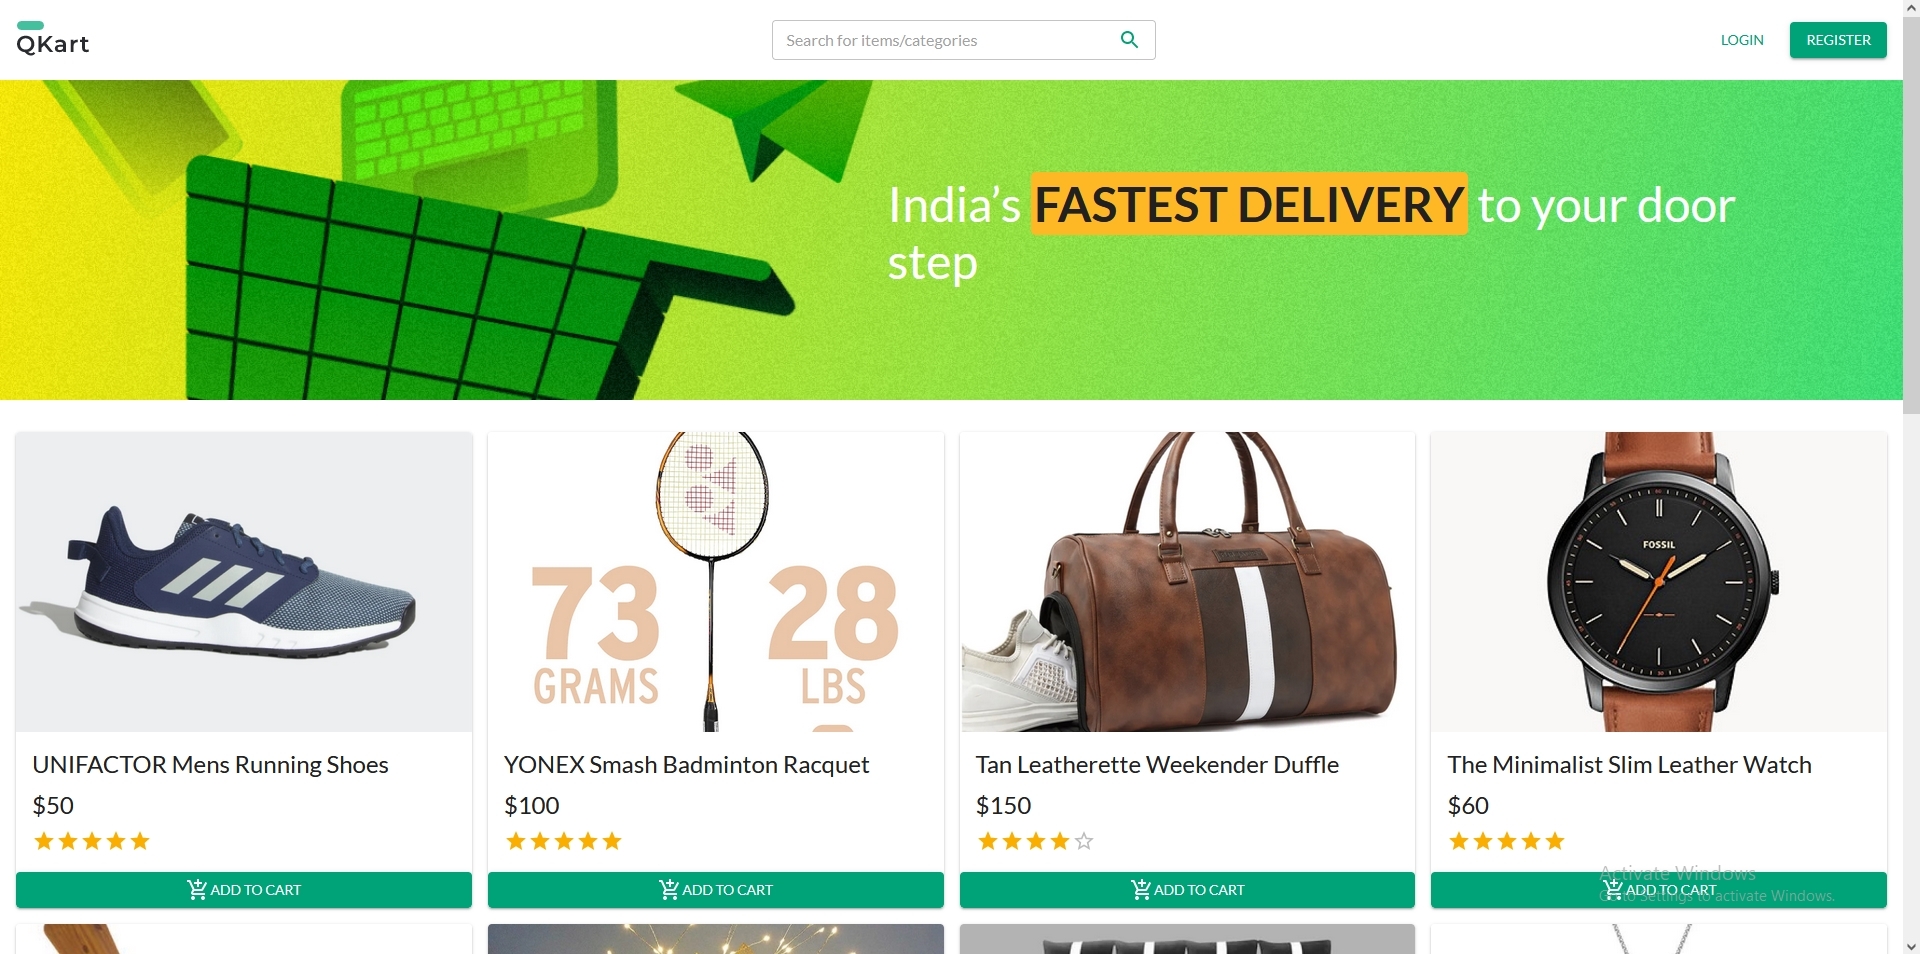 QKart
Search for items/categories
LOGIN
REGISTER
India’s FASTEST DELIVERY to your door
step
73
GRAMS
28
LBS
FOSSIL
UNIFACTOR Mens Running Shoes
$50
ADD TO CART
YONEX Smash Badminton Racquet
$100
ADD TO CART
Tan Leatherette Weekender Duffle
$150
ADD TO CART
The Minimalist Slim Leather Watch
$60
ADD TO CART
Activate Windows
Go to Settings to activate Windows.